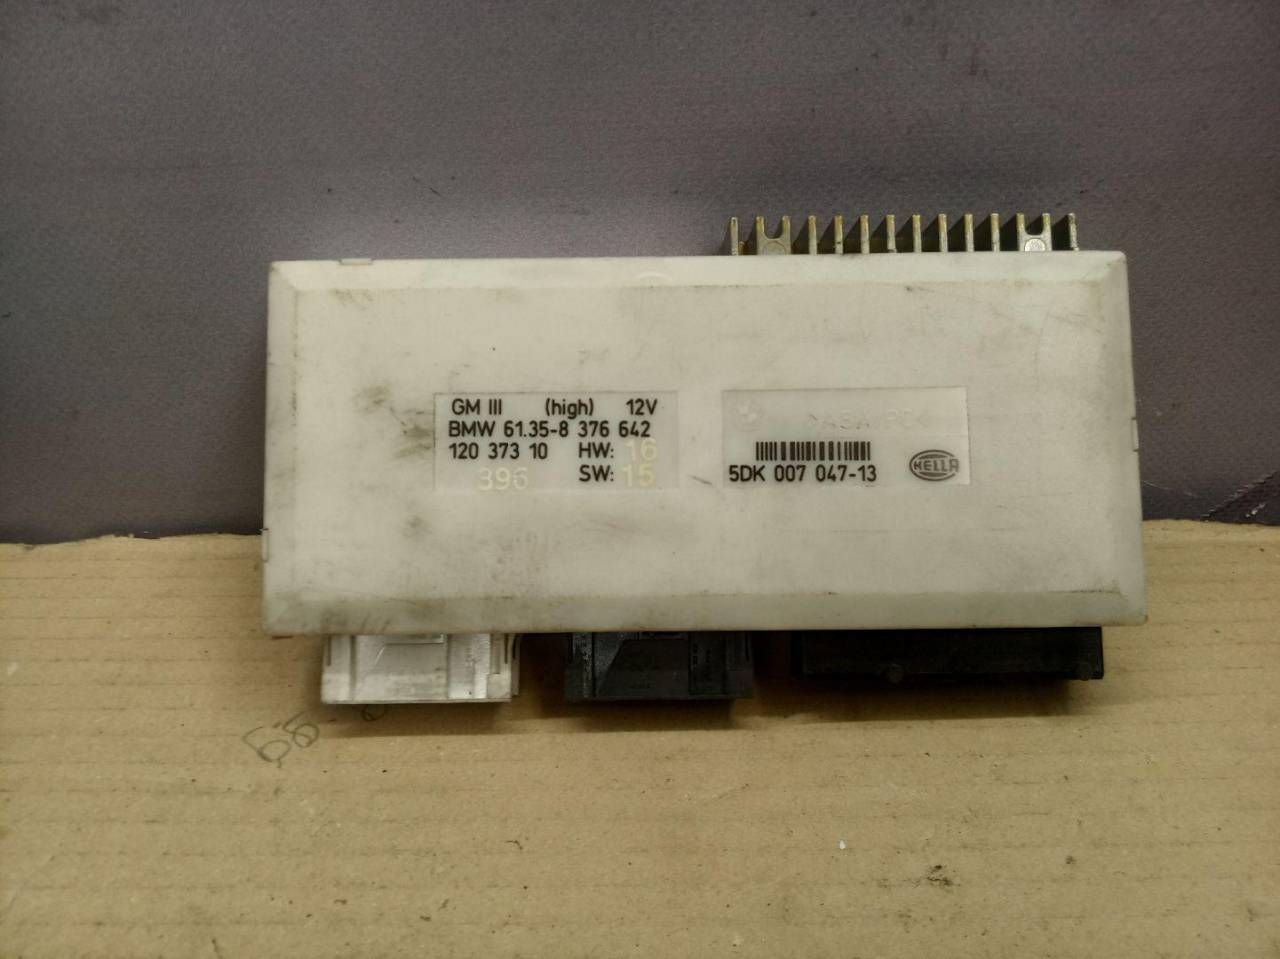 GM III (high) 12V
BMW 61.35-8 376 642
120 373 10 HW: 16
396 SW: 15
5DK 007 047-13
HELLA